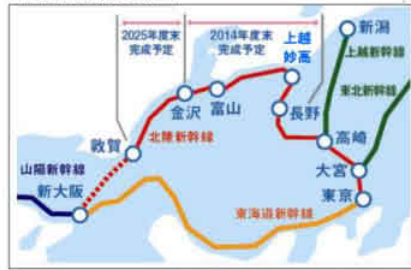 2025年度末
完成予定
2014年度末
完成予定
上越
妙高
新潟
上越新幹線
東北新幹線
金沢
富山
長野
高崎
敦賀
北陸新幹線
大宮
山陽新幹線
新大阪
東京
東海道新幹線